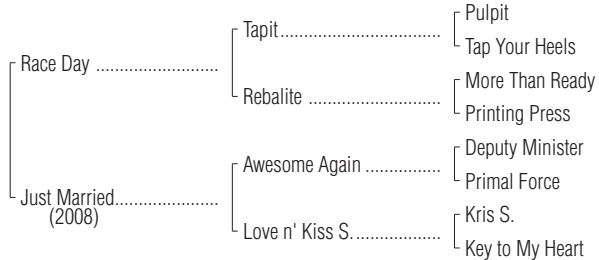 Pulpit
Tapit
Tap Your Heels
Race Day
More Than Ready
Rebalite
Printing Press
Deputy Minister
Awesome Again
Primal Force
Just Married
(2008)
Kris S.
Love n' Kiss S.
Key to My Heart